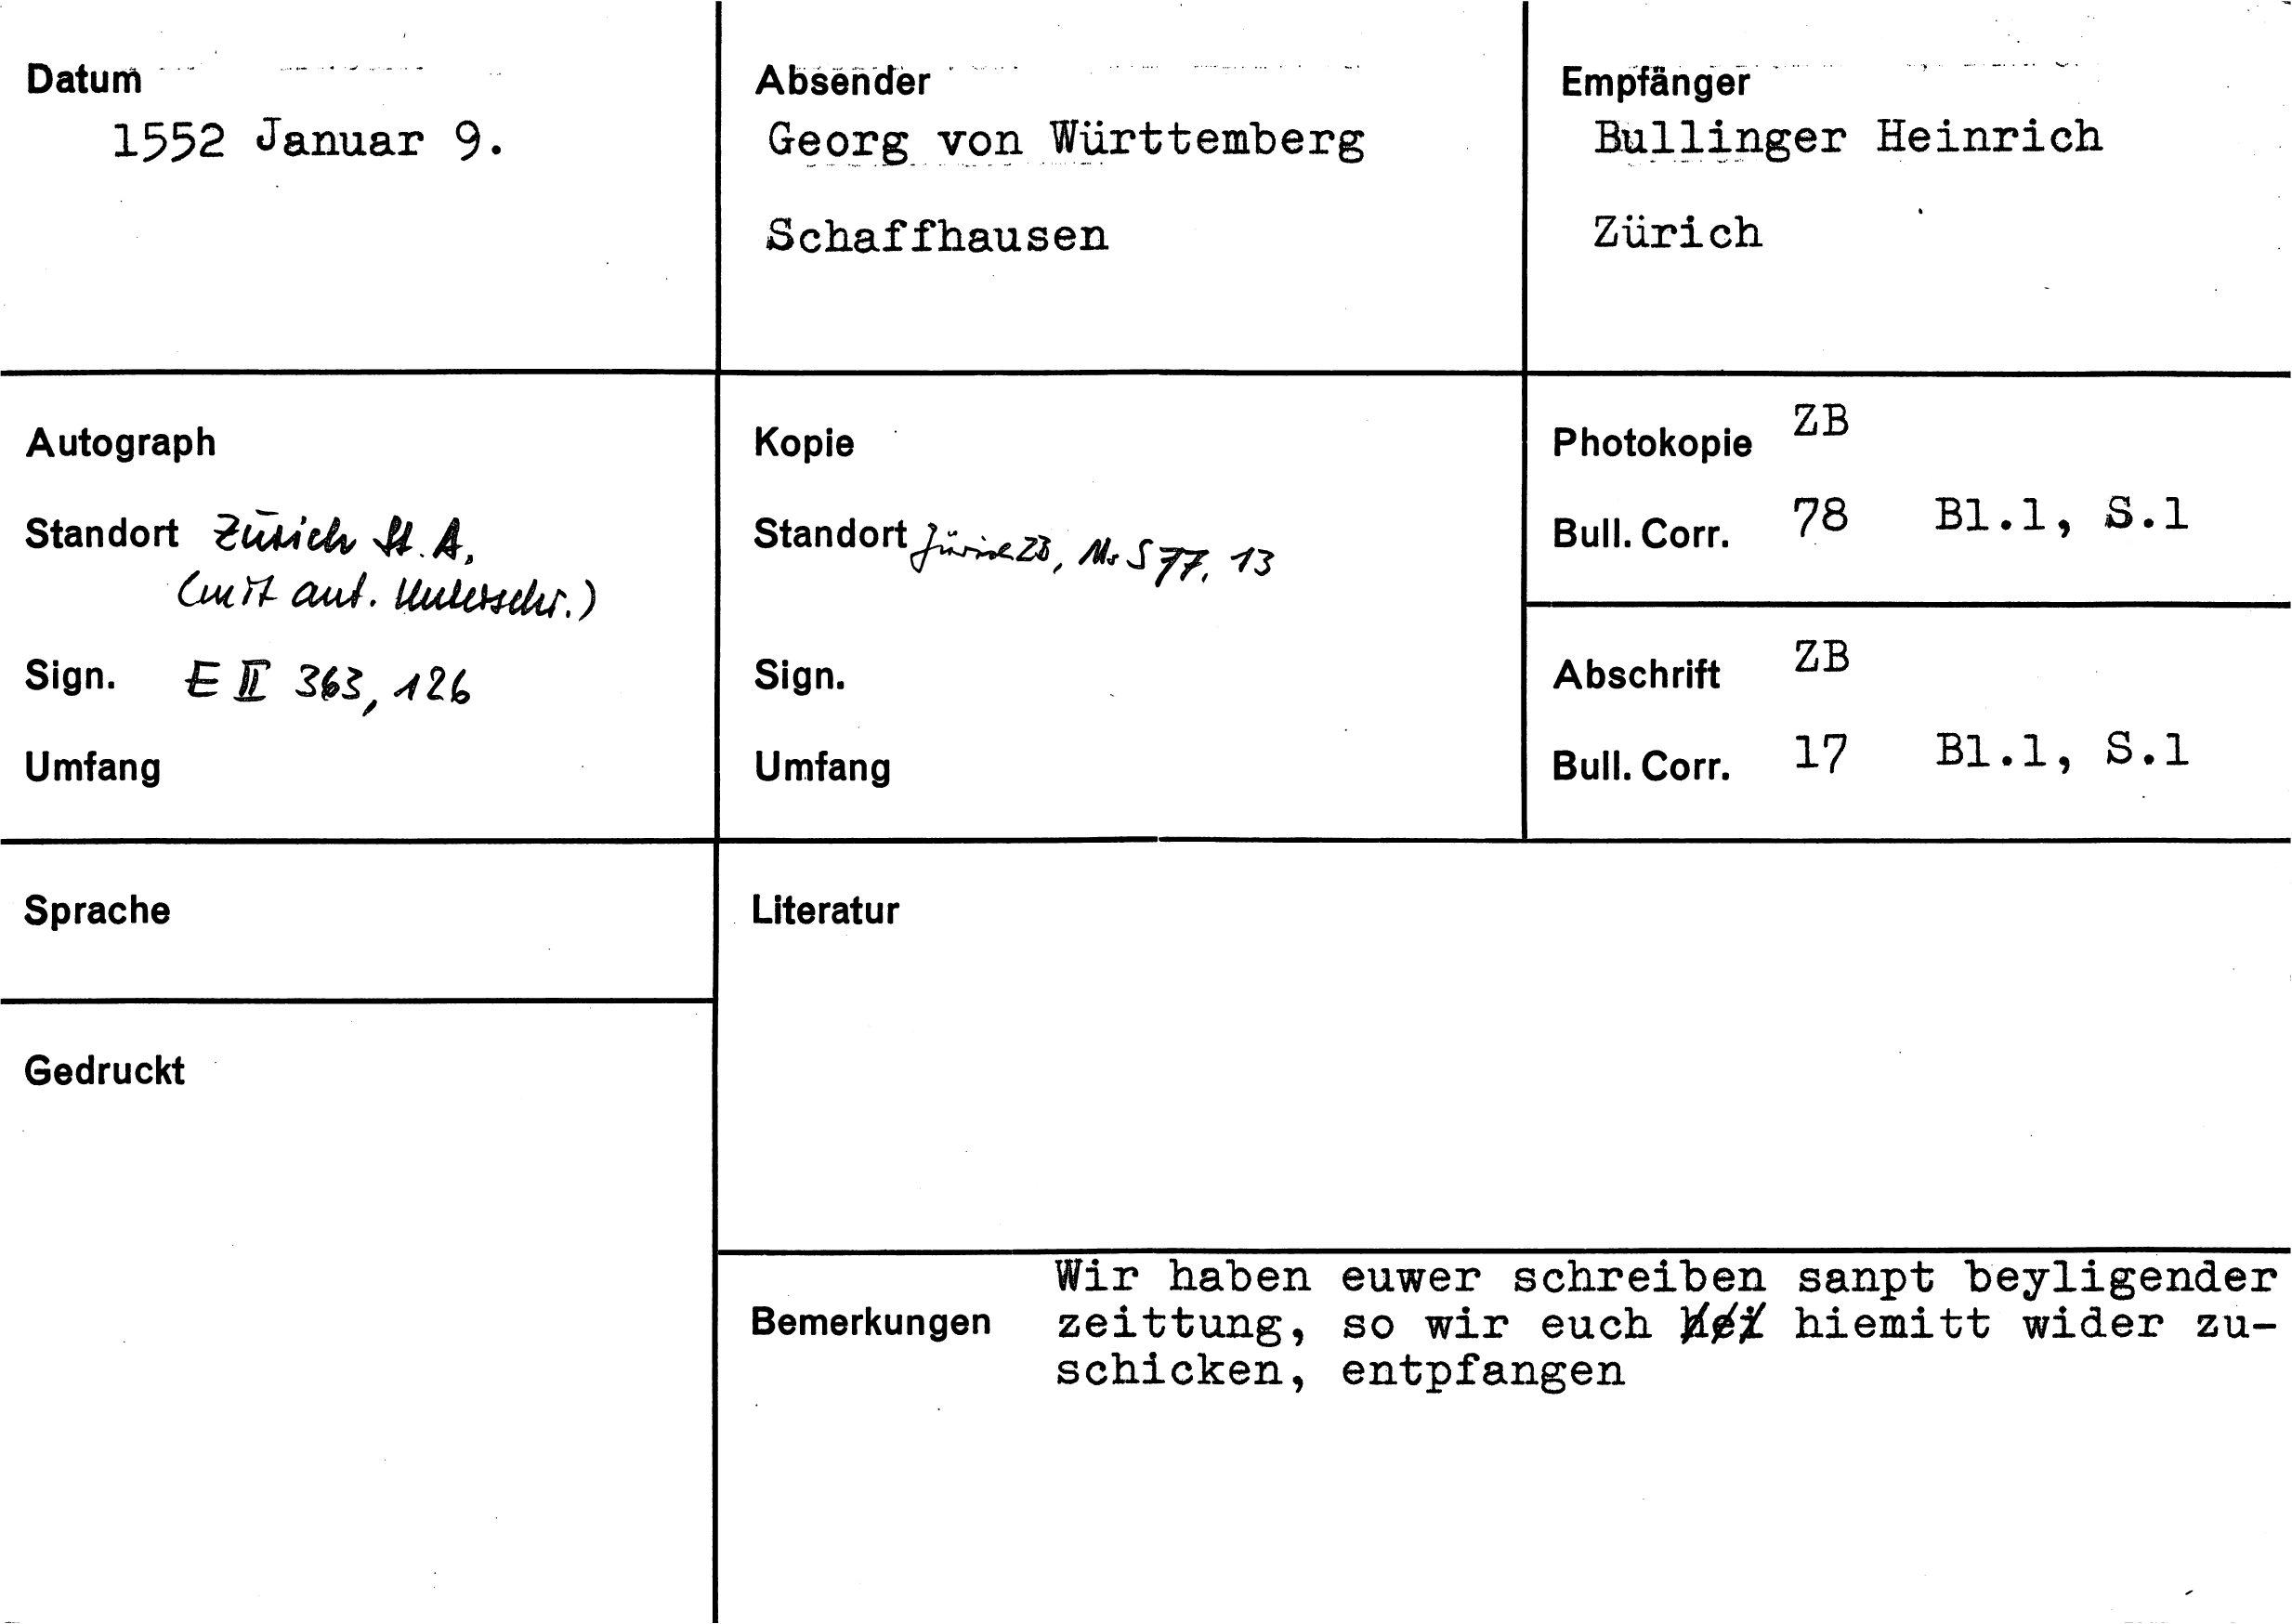 Datum
1552 Januar 9.
Absender
Georg von Württemberg
Schaffhausen
Empfänger
Bullinger Heinrich
Zürich
Autograph
Standort Zürich St. A.
(mit aut. Unterschr.)
Sign. E II 363, 126
Umfang
Kopie
Standort Zürich ZB, Ms S 77, 13
Sign.
Umfang
Photokopie ZB
Bull. Corr. 78 Bl.1, S.1
Abschrift ZB
Bull. Corr. 17 Bl.1, S.1
Sprache
Gedruckt
Literatur
Bemerkungen
Wir haben euwer schreiben sanpt beyligender
zeittung, so wir euch hiemitt wider zu-
schicken, entpfangen